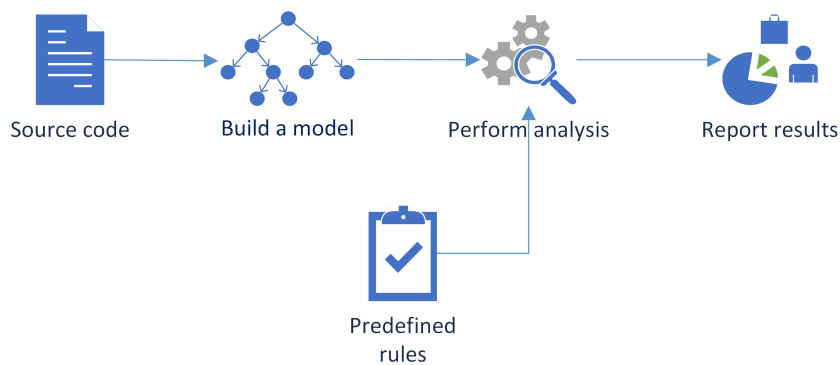 Source code
Build a model
Perform analysis
Report results
Predefined
rules